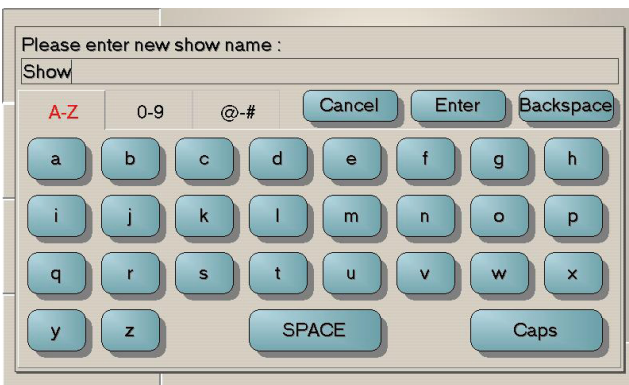 Please enter new show name :
Show
A-Z 0-9 @-# Cancel Enter Backspace
a b c d e f g h
i j k l m n o p
q r s t u v w x
y z SPACE Caps